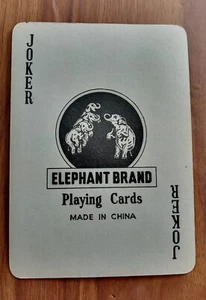 JOKER
ELEPHANT BRAND
Playing Cards
MADE IN CHINA
JOKER